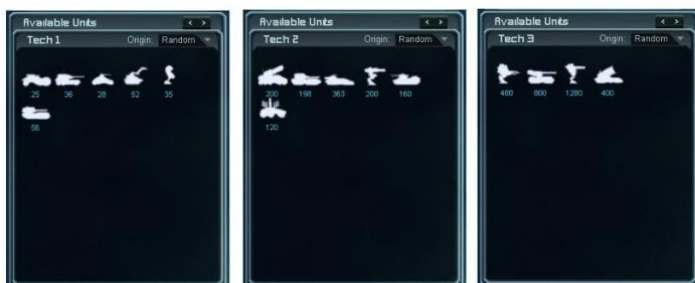 Available Units < >
Tech 1 Origin: Random
25 36 28 52 35
56
Available Units < >
Tech 2 Origin: Random
200 198 363 200 160
120
Available Units < >
Tech 3 Origin: Random
480 800 1280 400